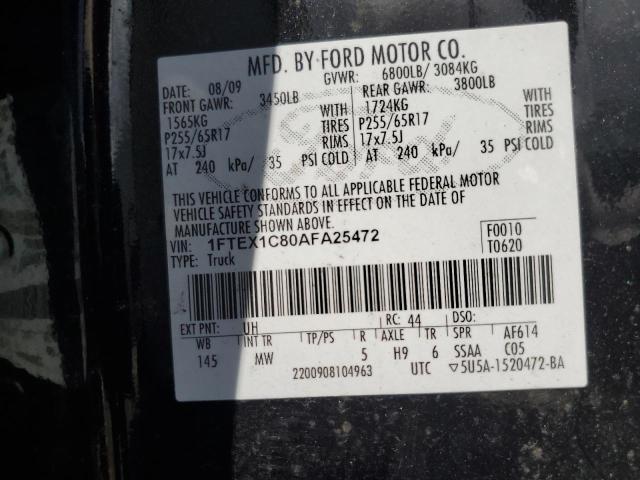 MFD. BY FORD MOTOR CO.
DATE: 08/09 GVWR: 6800LB/ 3084KG
FRONT GAWR: 3450LB REAR GAWR: 3800LB
1565KG WITH 1724KG WITH
P255/65R17 TIRES P255/65R17 TIRES
17x7.5J RIMS 17x7.5J RIMS
AT 240 kPa/ 35 PSI COLD AT 240 kPa/ 35 PSI COLD
Ford
THIS VEHICLE CONFORMS TO ALL APPLICABLE FEDERAL MOTOR
VEHICLE SAFETY STANDARDS IN EFFECT ON THE DATE OF
MANUFACTURE SHOWN ABOVE.
VIN: 1FTEX1C80AFA25472 F0010
TYPE: Truck T0620
EXT PNT: UH RC: 44 DSO:
WB INT TR TP/PS R AXLE TR SPR AF614
145 MW 5 H9 6 SSAA C05
2200908104963 UTC ▽5U5A-1520472-BA